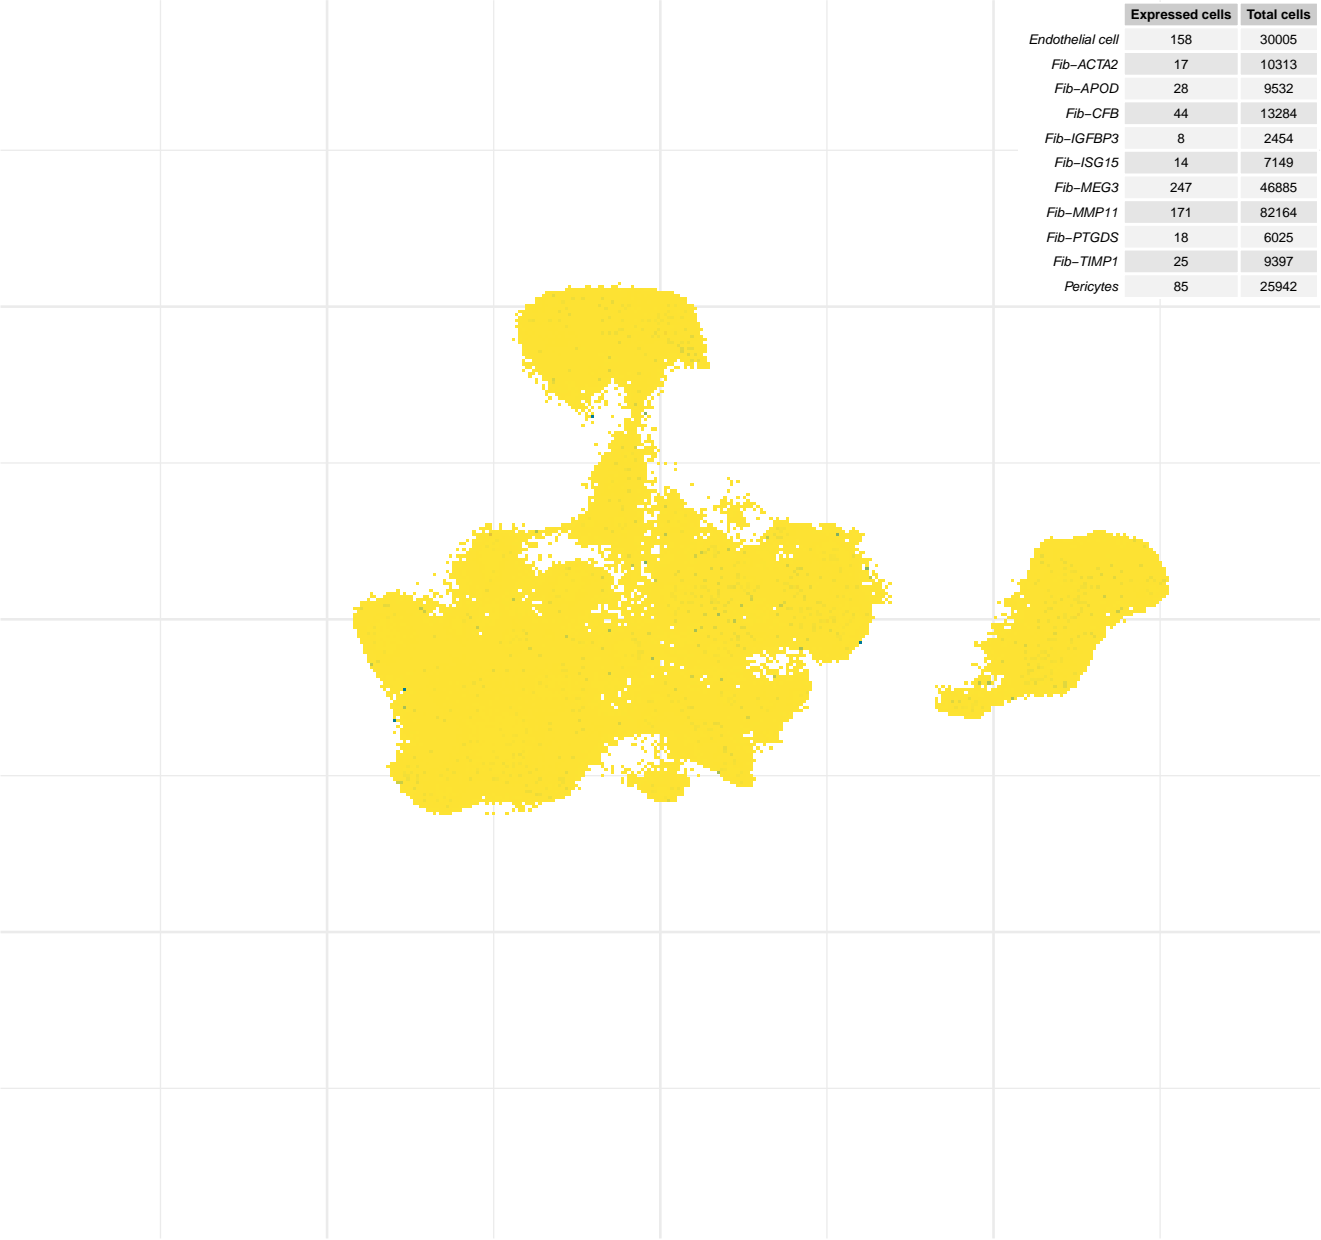 Expressed cells Total cells
Endothelial cell 158 30005
Fib−ACTA2 17 10313
Fib−APOD 28 9532
Fib−CFB 44 13284
Fib−IGFBP3 8 2454
Fib−ISG15 14 7149
Fib−MEG3 247 46885
Fib−MMP11 171 82164
Fib−PTGDS 18 6025
Fib−TIMP1 25 9397
Pericytes 85 25942